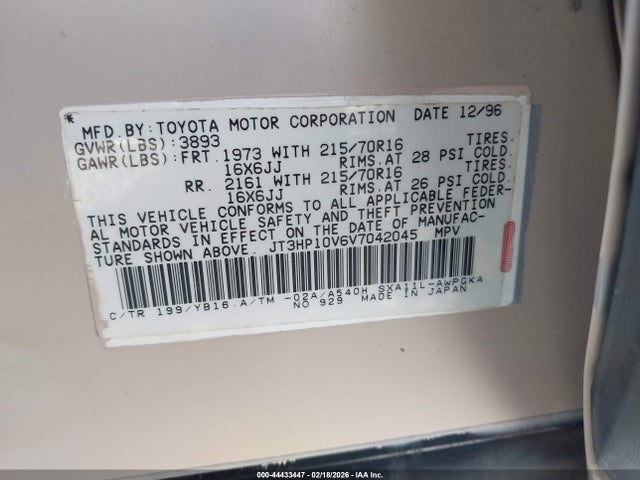 MFD. BY: TOYOTA MOTOR CORPORATION DATE 12/96
GVWR(LBS): 3893
GAWR(LBS): FRT. 1973 WITH 215/70R16 TIRES.
16X6JJ RIMS. AT 28 PSI COLD.
RR. 2161 WITH 215/70R16 TIRES.
16X6JJ RIMS. AT 26 PSI COLD.
THIS VEHICLE CONFORMS TO ALL APPLICABLE FEDER-
AL MOTOR VEHICLE SAFETY AND THEFT PREVENTION
STANDARDS IN EFFECT ON THE DATE OF MANUFAC-
TURE SHOWN ABOVE. JT3HP10V6V7042045 MPV
C/TR 199/YB16. A/TM -02A/A540H SXA11L-AWPGKA
NO 929 MADE IN JAPAN
000-44433447 - 02/18/2026 - IAA Inc.